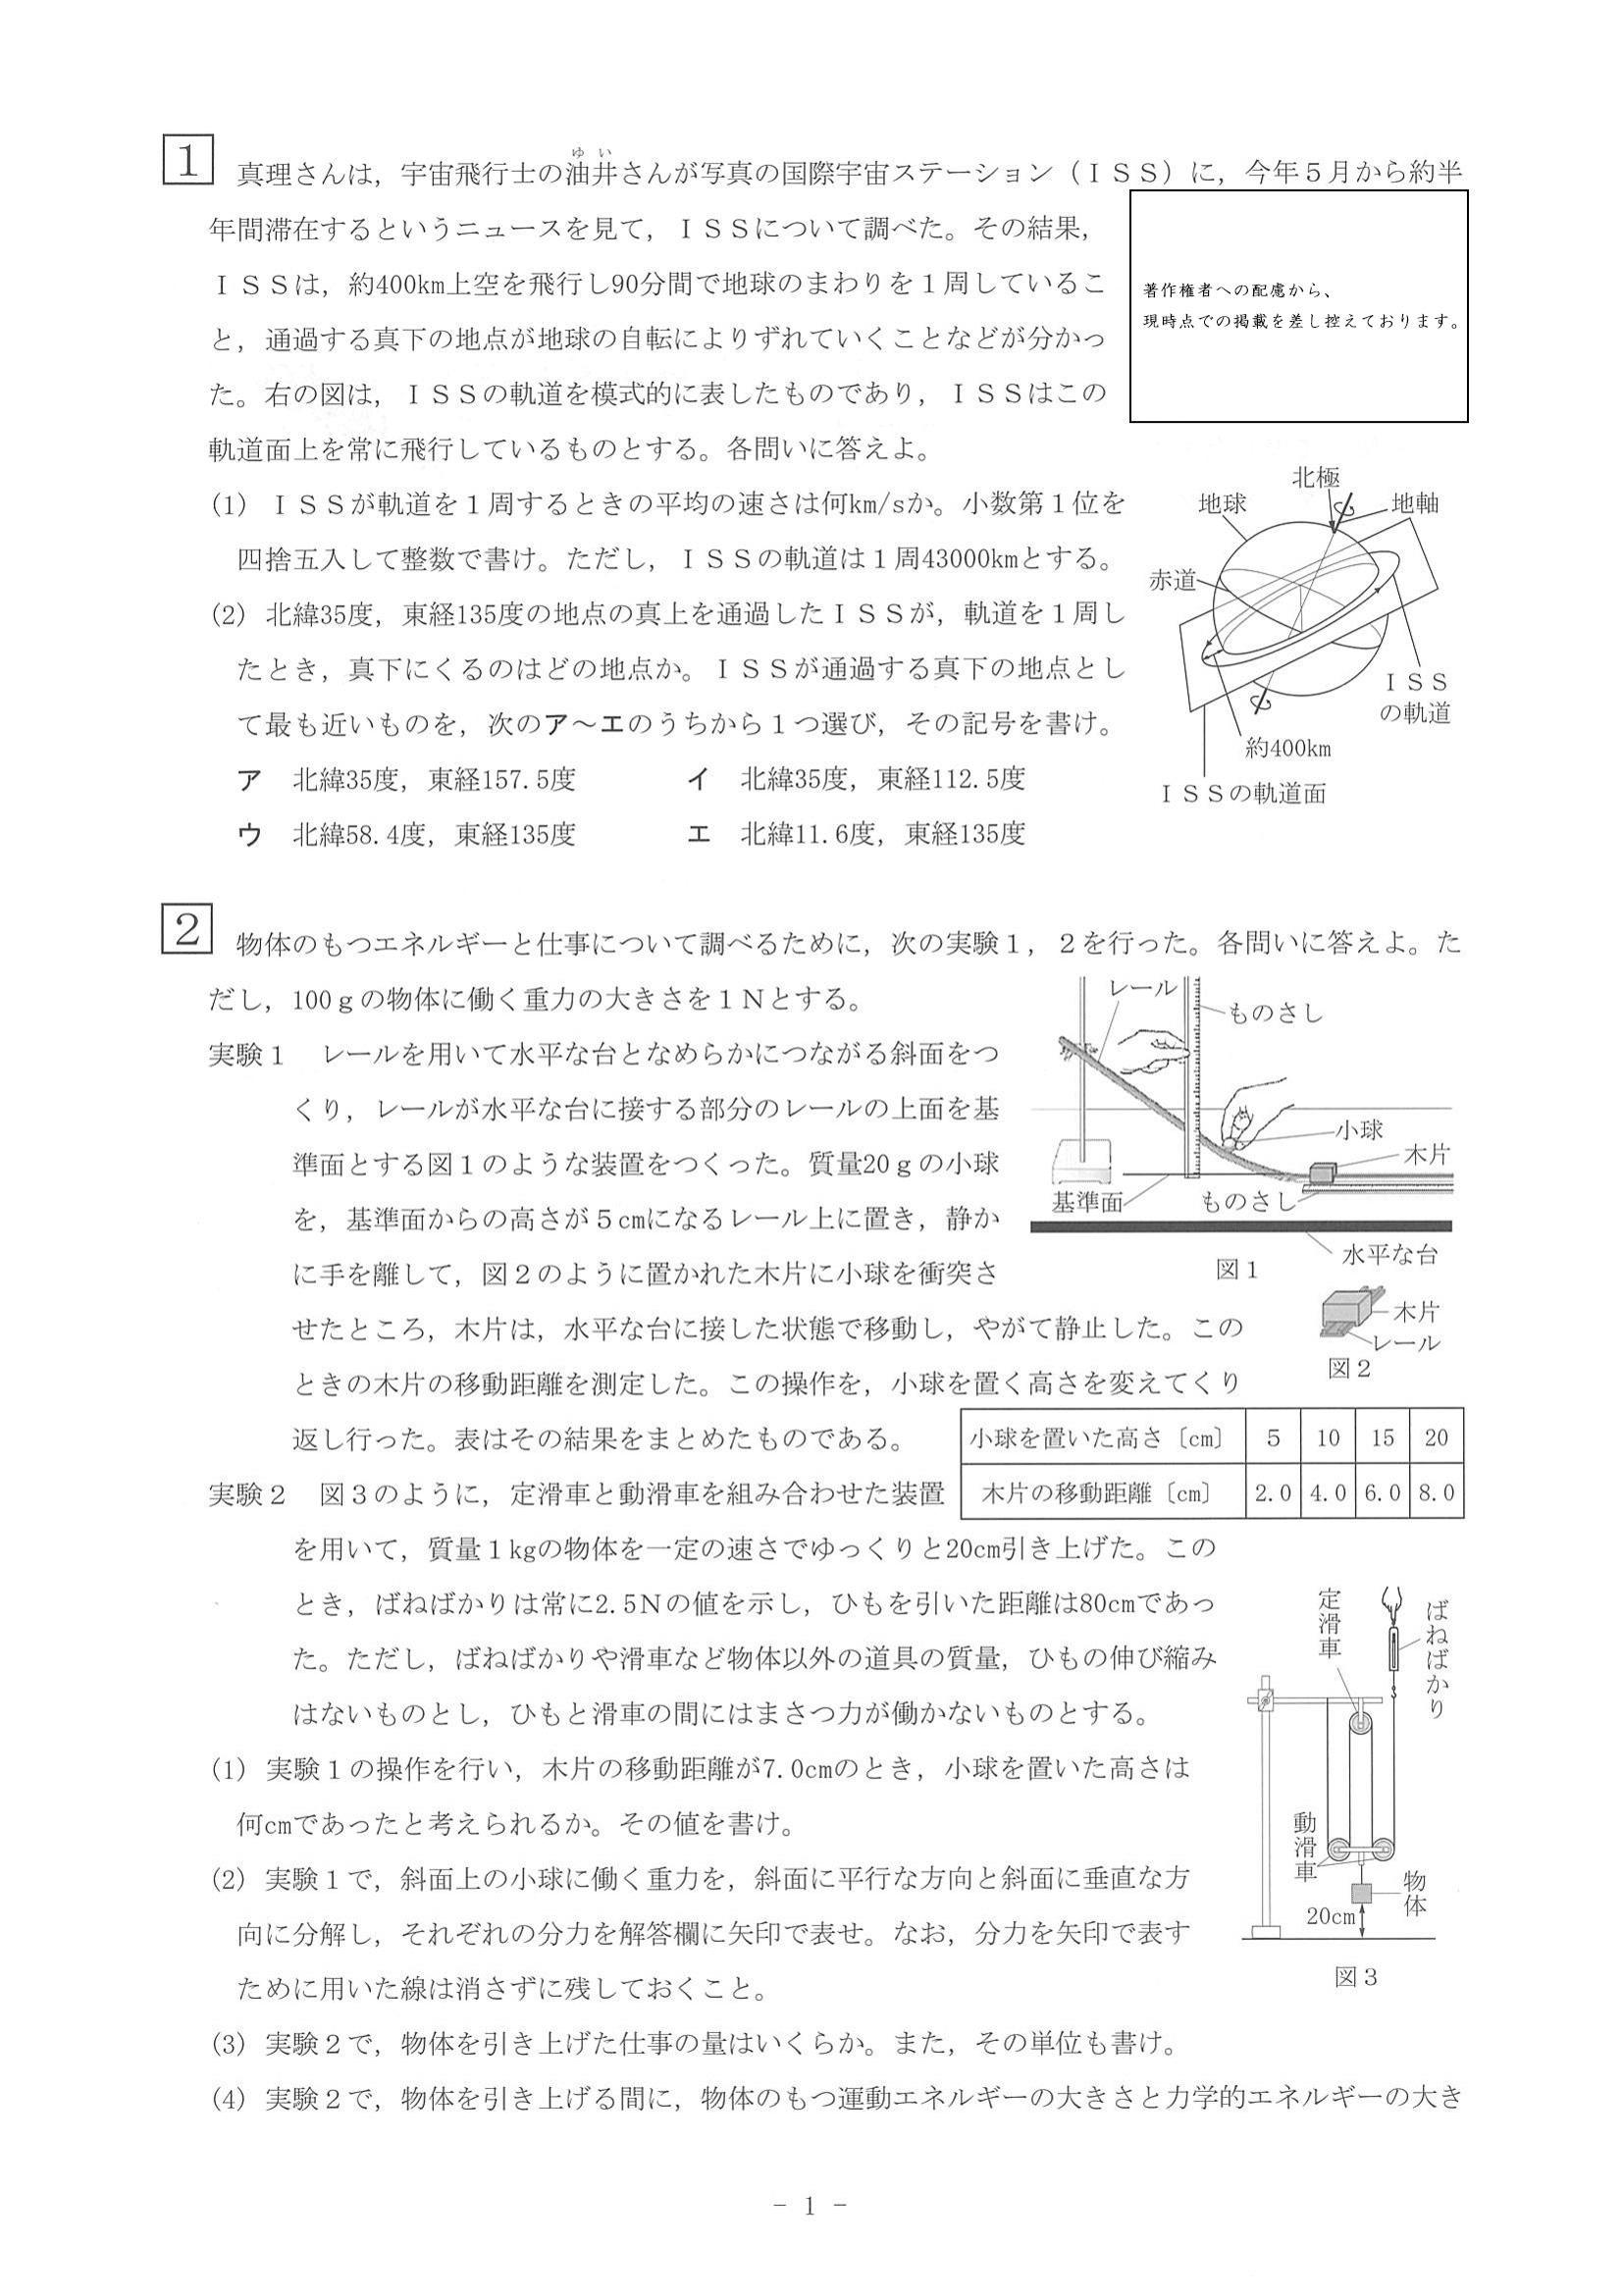 1 真理さんは，宇宙飛行士の油井さんが写真の国際宇宙ステーション（ＩＳＳ）に，今年５月から約半
ゆ い
年間滞在するというニュースを見て，ＩＳＳについて調べた。その結果，
ＩＳＳは，約400km上空を飛行し90分間で地球のまわりを１周しているこ
と，通過する真下の地点が地球の自転によりずれていくことなどが分かっ
た。右の図は，ＩＳＳの軌道を模式的に表したものであり，ＩＳＳはこの
軌道面上を常に飛行しているものとする。各問いに答えよ。
著作権者への配慮から、
現時点での掲載を差し控えております。
(1) ＩＳＳが軌道を１周するときの平均の速さは何km/sか。小数第１位を
四捨五入して整数で書け。ただし，ＩＳＳの軌道は１周43000kmとする。
(2) 北緯35度，東経135度の地点の真上を通過したＩＳＳが，軌道を１周し
たとき，真下にくるのはどの地点か。ＩＳＳが通過する真下の地点とし
て最も近いものを，次のア～エのうちから１つ選び，その記号を書け。
ア 北緯35度，東経157.5度 イ 北緯35度，東経112.5度
ウ 北緯58.4度，東経135度 エ 北緯11.6度，東経135度
北極
地球
地軸
赤道
ＩＳＳ
の軌道
約400km
ＩＳＳの軌道面
2 物体のもつエネルギーと仕事について調べるために，次の実験１，２を行った。各問いに答えよ。た
だし，100ｇの物体に働く重力の大きさを１Ｎとする。
実験１ レールを用いて水平な台となめらかにつながる斜面をつ
くり，レールが水平な台に接する部分のレールの上面を基
準面とする図１のような装置をつくった。質量20ｇの小球
を，基準面からの高さが５cmになるレール上に置き，静か
に手を離して，図２のように置かれた木片に小球を衝突さ
せたところ，木片は，水平な台に接した状態で移動し，やがて静止した。この
ときの木片の移動距離を測定した。この操作を，小球を置く高さを変えてくり
返し行った。表はその結果をまとめたものである。
レール
ものさし
小球
木片
基準面
ものさし
水平な台
図１
木片
レール
図２
小球を置いた高さ〔cm〕 5 10 15 20
木片の移動距離〔cm〕 2.0 4.0 6.0 8.0
実験２ 図３のように，定滑車と動滑車を組み合わせた装置
を用いて，質量１kgの物体を一定の速さでゆっくりと20cm引き上げた。この
とき，ばねばかりは常に2.5Ｎの値を示し，ひもを引いた距離は80cmであっ
た。ただし，ばねばかりや滑車など物体以外の道具の質量，ひもの伸び縮み
はないものとし，ひもと滑車の間にはまさつ力が働かないものとする。
定滑車
ばねばかり
動滑車
物体
20cm
図３
(1) 実験１の操作を行い，木片の移動距離が7.0cmのとき，小球を置いた高さは
何cmであったと考えられるか。その値を書け。
(2) 実験１で，斜面上の小球に働く重力を，斜面に平行な方向と斜面に垂直な方
向に分解し，それぞれの分力を解答欄に矢印で表せ。なお，分力を矢印で表す
ために用いた線は消さずに残しておくこと。
(3) 実験２で，物体を引き上げた仕事の量はいくらか。また，その単位も書け。
(4) 実験２で，物体を引き上げる間に，物体のもつ運動エネルギーの大きさと力学的エネルギーの大き
－ 1 －